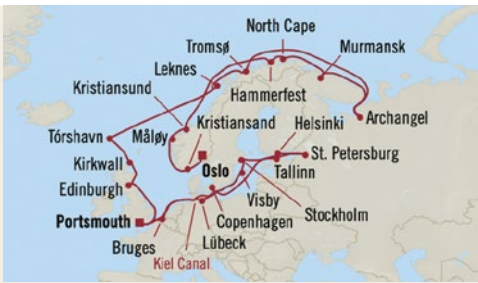 North Cape
Tromsø
Murmansk
Leknes
Kristiansund
Hammerfest
Archangel
Kristiansand
Helsinki
Tórshavn
Måløy
St. Petersburg
Kirkwall
Oslo
Tallinn
Edinburgh
Visby
Stockholm
Portsmouth
Copenhagen
Bruges
Lübeck
Kiel Canal